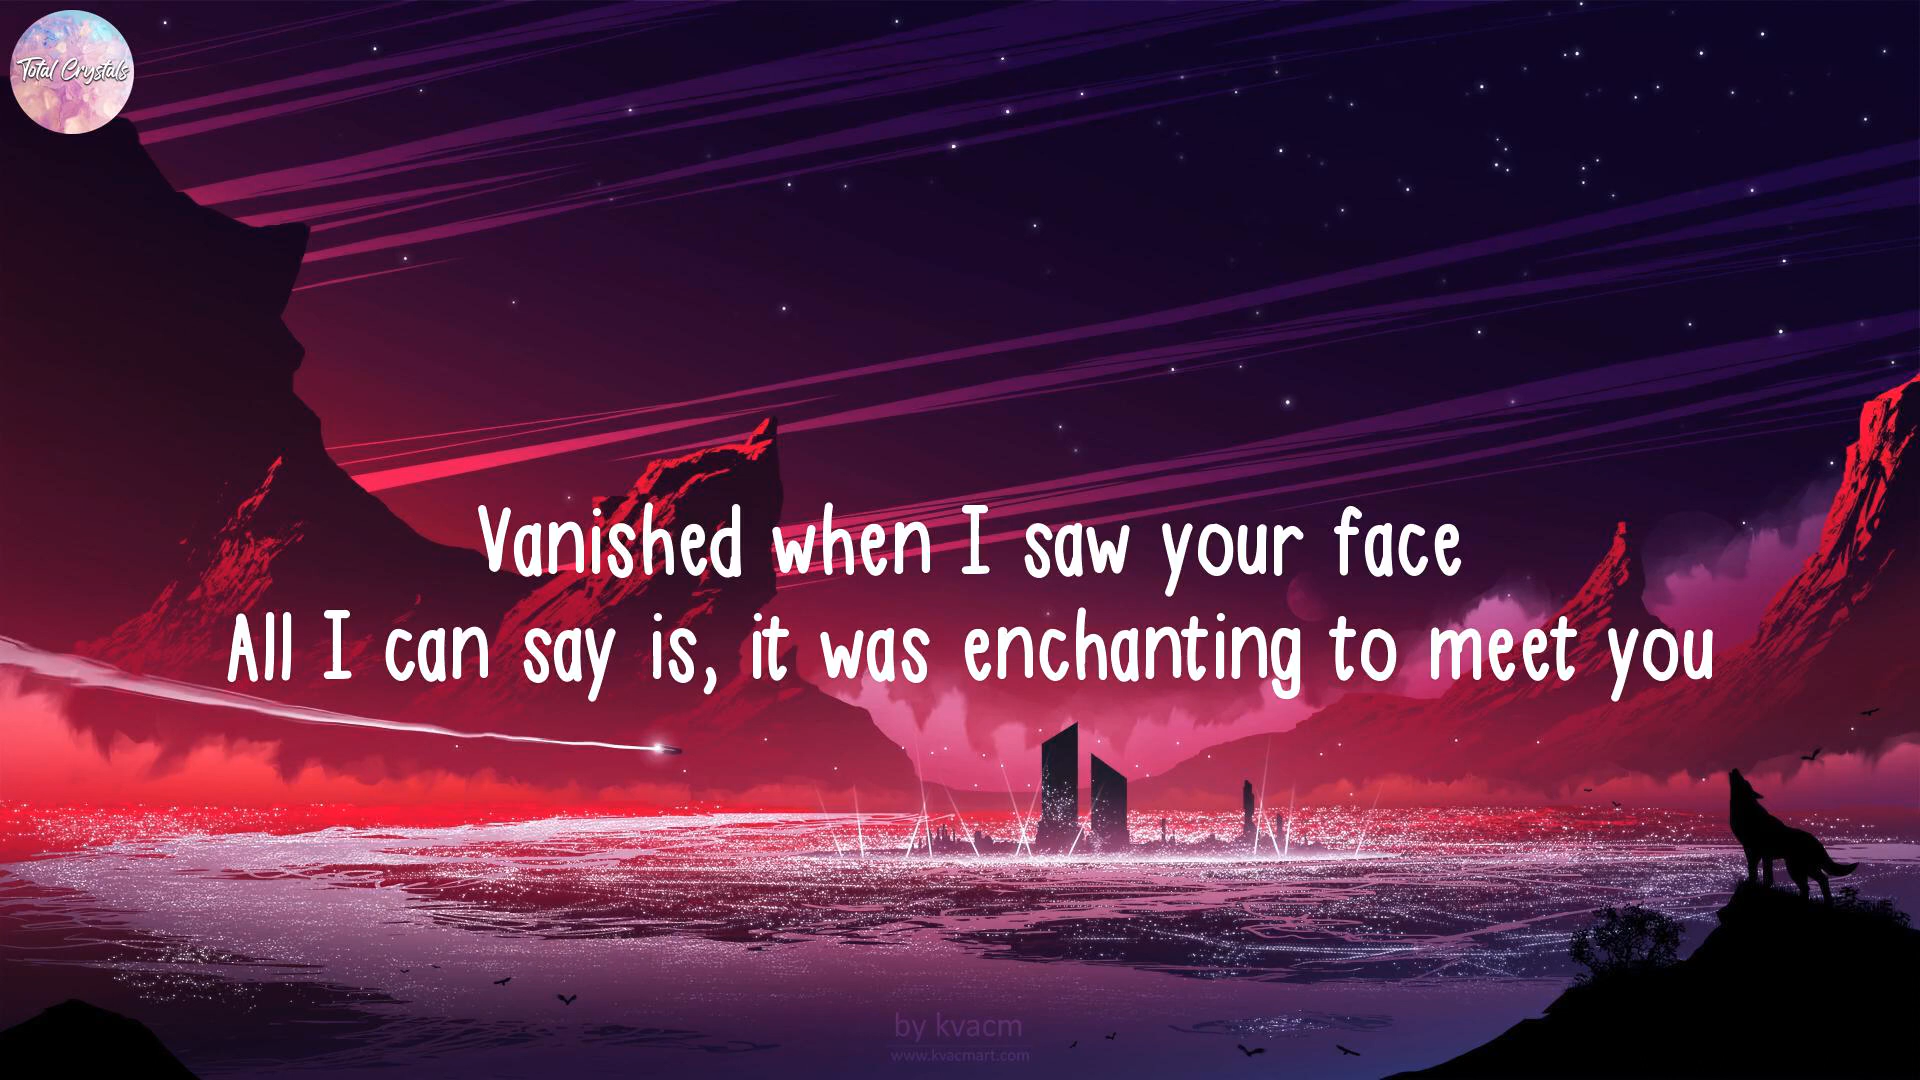 Total Crystals
Vanished when I saw your face
All I can say is, it was enchanting to meet you
by kvacm
www.kvacmart.com